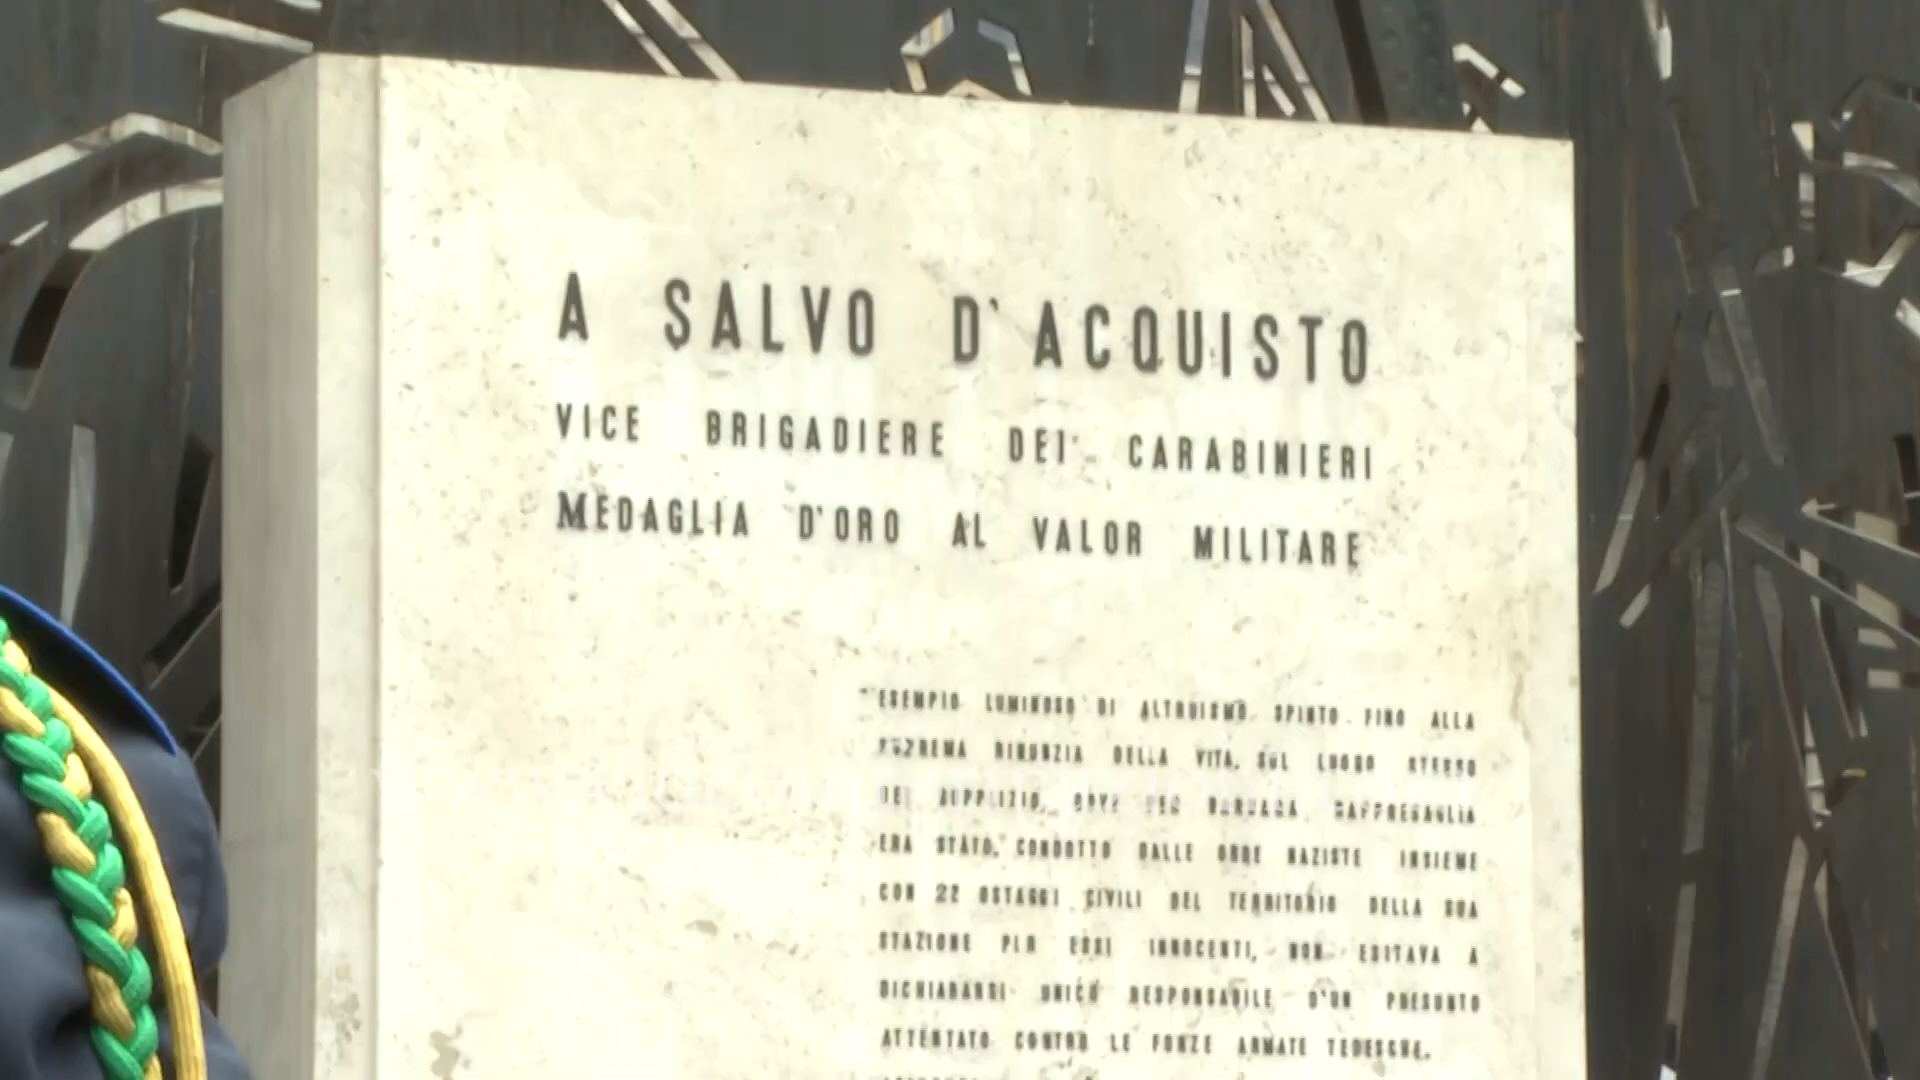 A SALVO D'ACQUISTO
VICE BRIGADIERE DEI CARABINIERI
MEDAGLIA D'ORO AL VALOR MILITARE
"ESEMPIO LUMINOSO DI ALTRUISMO SPINTO FINO ALLA
SUPREMA RINUNZIA DELLA VITA, SUL LUOGO STESSO
DEL SUPPLIZIO, DOVE PER BARBARA RAPPRESAGLIA
ERA STATO, CONDOTTO DALLE ORDE NAZISTE INSIEME
CON 22 OSTAGGI CIVILI DEL TERRITORIO DELLA SUA
STAZIONE PUR ESSI INNOCENTI, NON ESITAVA A
DICHIARARSI UNICO RESPONSABILE D'UN PRESUNTO
ATTENTATO CONTRO LE FORZE ARMATE TEDESCHE.